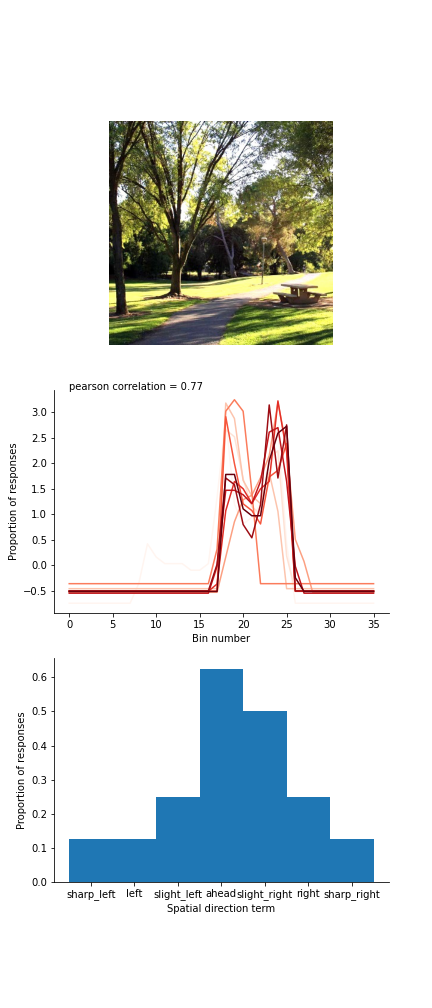 pearson correlation = 0.77
Proportion of responses
3.0
2.5
2.0
1.5
1.0
0.5
0.0
−0.5
0 5 10 15 20 25 30 35
Bin number
Proportion of responses
0.6
0.5
0.4
0.3
0.2
0.1
0.0
sharp_left left slight_left ahead slight_right right sharp_right
Spatial direction term